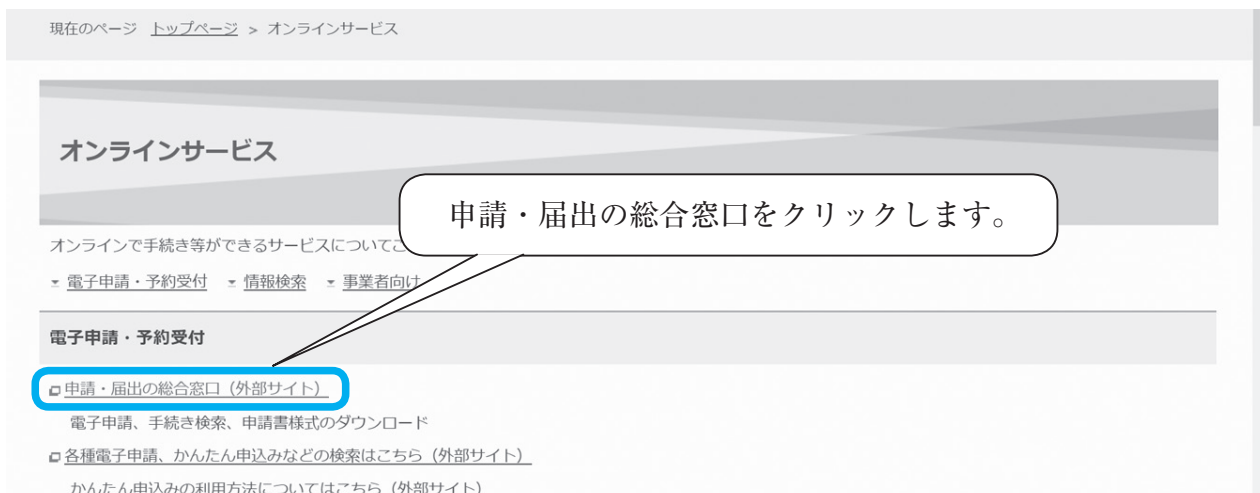 現在のページ トップページ > オンラインサービス
オンラインサービス
申請・届出の総合窓口をクリックします。
オンラインで手続き等ができるサービスについてご
電子申請・予約受付 情報検索 事業者向け
電子申請・予約受付
申請・届出の総合窓口（外部サイト）
電子申請、手続き検索、申請書様式のダウンロード
各種電子申請、かんたん申込みなどの検索はこちら（外部サイト）
かんたん申込みの利用方法についてはこちら（外部サイト）